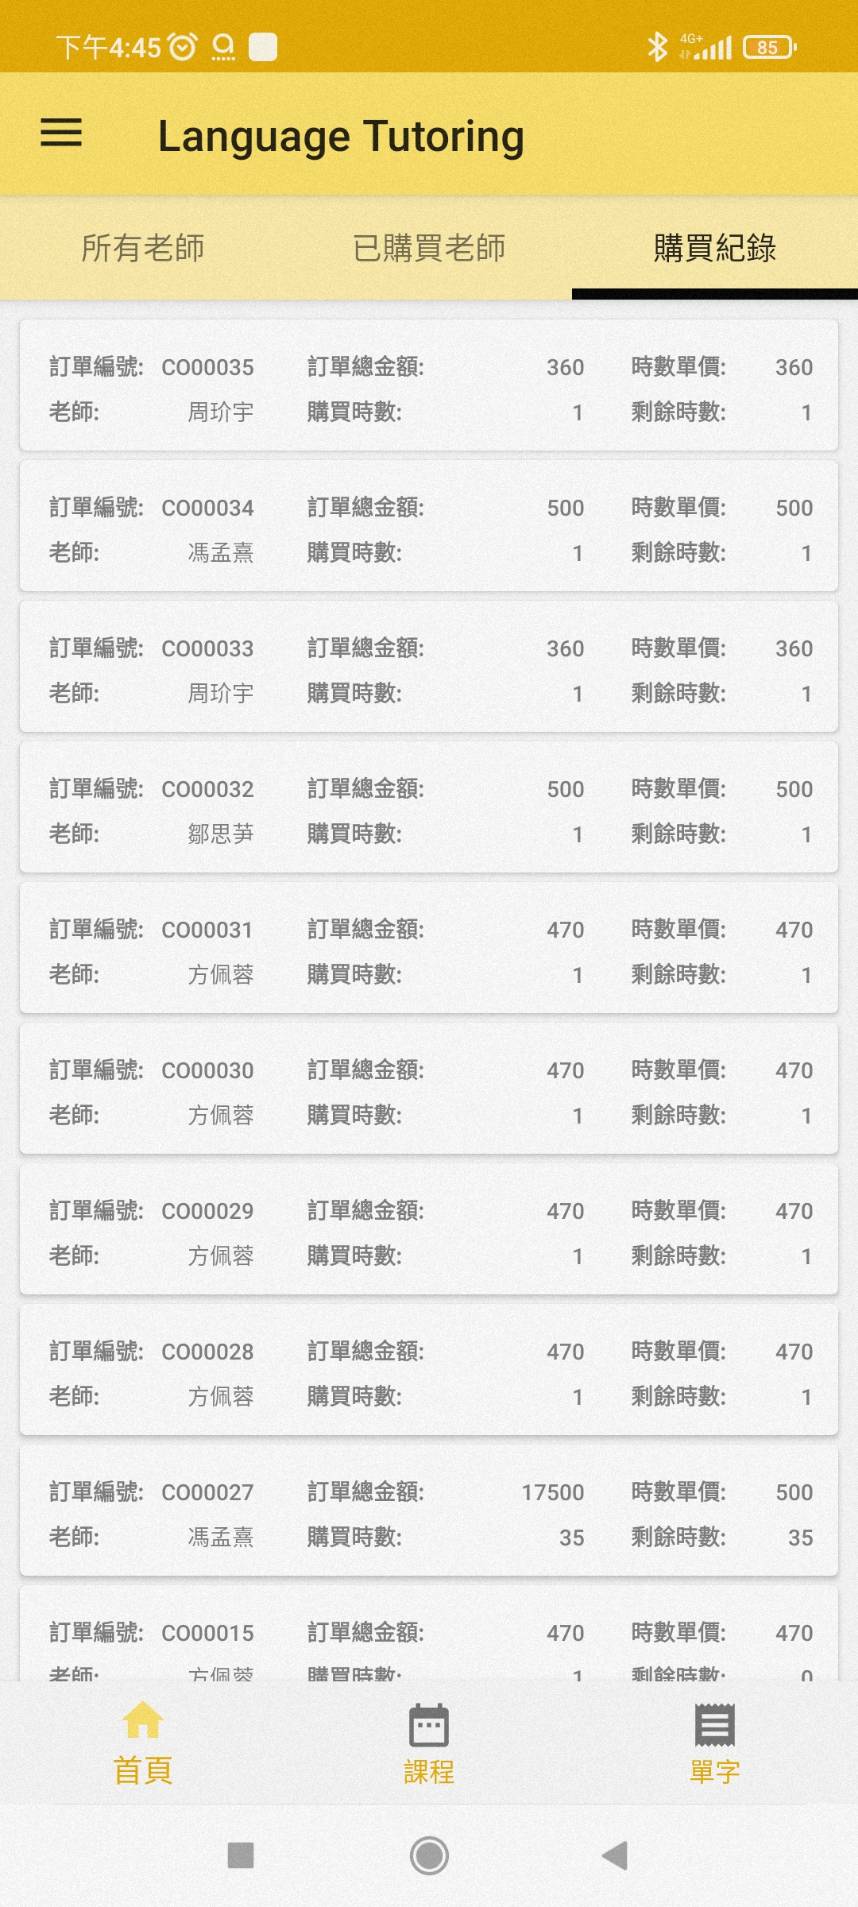 下午4:45 4G+ 85
Language Tutoring
所有老師 已購買老師 購買紀錄
訂單編號: CO00035 訂單總金額: 360 時數單價: 360
老師: 周玠宇 購買時數: 1 剩餘時數: 1
訂單編號: CO00034 訂單總金額: 500 時數單價: 500
老師: 馮孟熹 購買時數: 1 剩餘時數: 1
訂單編號: CO00033 訂單總金額: 360 時數單價: 360
老師: 周玠宇 購買時數: 1 剩餘時數: 1
訂單編號: CO00032 訂單總金額: 500 時數單價: 500
老師: 鄒思笋 購買時數: 1 剩餘時數: 1
訂單編號: CO00031 訂單總金額: 470 時數單價: 470
老師: 方佩蓉 購買時數: 1 剩餘時數: 1
訂單編號: CO00030 訂單總金額: 470 時數單價: 470
老師: 方佩蓉 購買時數: 1 剩餘時數: 1
訂單編號: CO00029 訂單總金額: 470 時數單價: 470
老師: 方佩蓉 購買時數: 1 剩餘時數: 1
訂單編號: CO00028 訂單總金額: 470 時數單價: 470
老師: 方佩蓉 購買時數: 1 剩餘時數: 1
訂單編號: CO00027 訂單總金額: 17500 時數單價: 500
老師: 馮孟熹 購買時數: 35 剩餘時數: 35
訂單編號: CO00015 訂單總金額: 470 時數單價: 470
老師: 方佩蓉 購買時數: 1 剩餘時數: 0
首頁 課程 單字